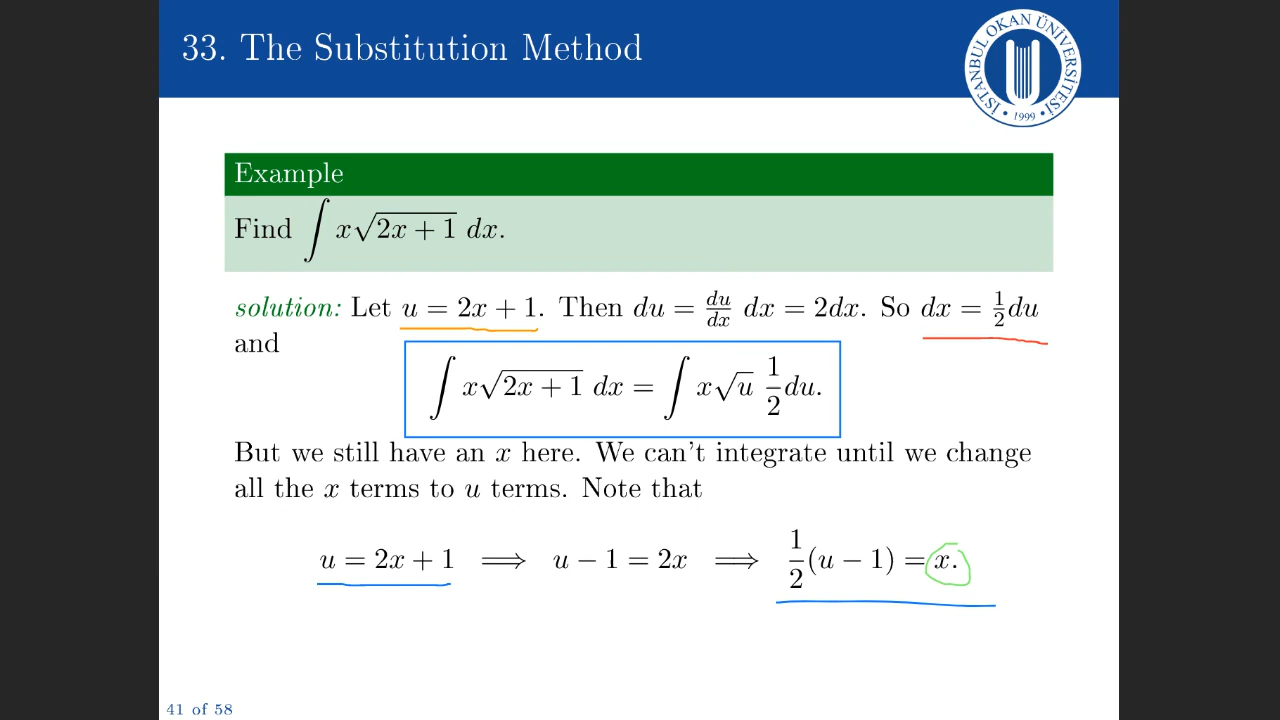 33. The Substitution Method
İSTANBUL OKAN ÜNİVERSİTESİ
• 1999 •
Example
Find ∫ x√(2x + 1) dx.
solution: Let u = 2x + 1. Then du = du/dx dx = 2dx. So dx = 1/2 du
and
∫ x√(2x + 1) dx = ∫ x√u 1/2 du.
But we still have an x here. We can't integrate until we change
all the x terms to u terms. Note that
u = 2x + 1 ⟹ u − 1 = 2x ⟹ 1/2 (u − 1) = x.
41 of 58